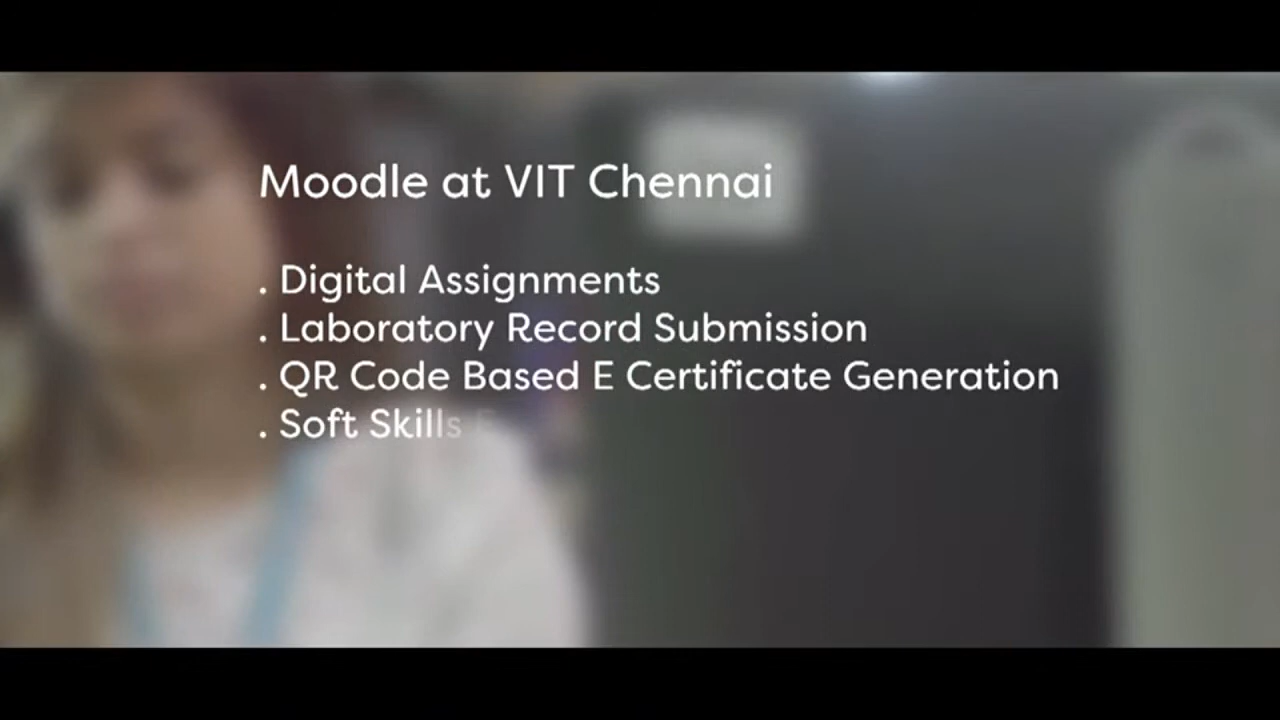 Moodle at VIT Chennai
. Digital Assignments
. Laboratory Record Submission
. QR Code Based E Certificate Generation
. Soft Skills